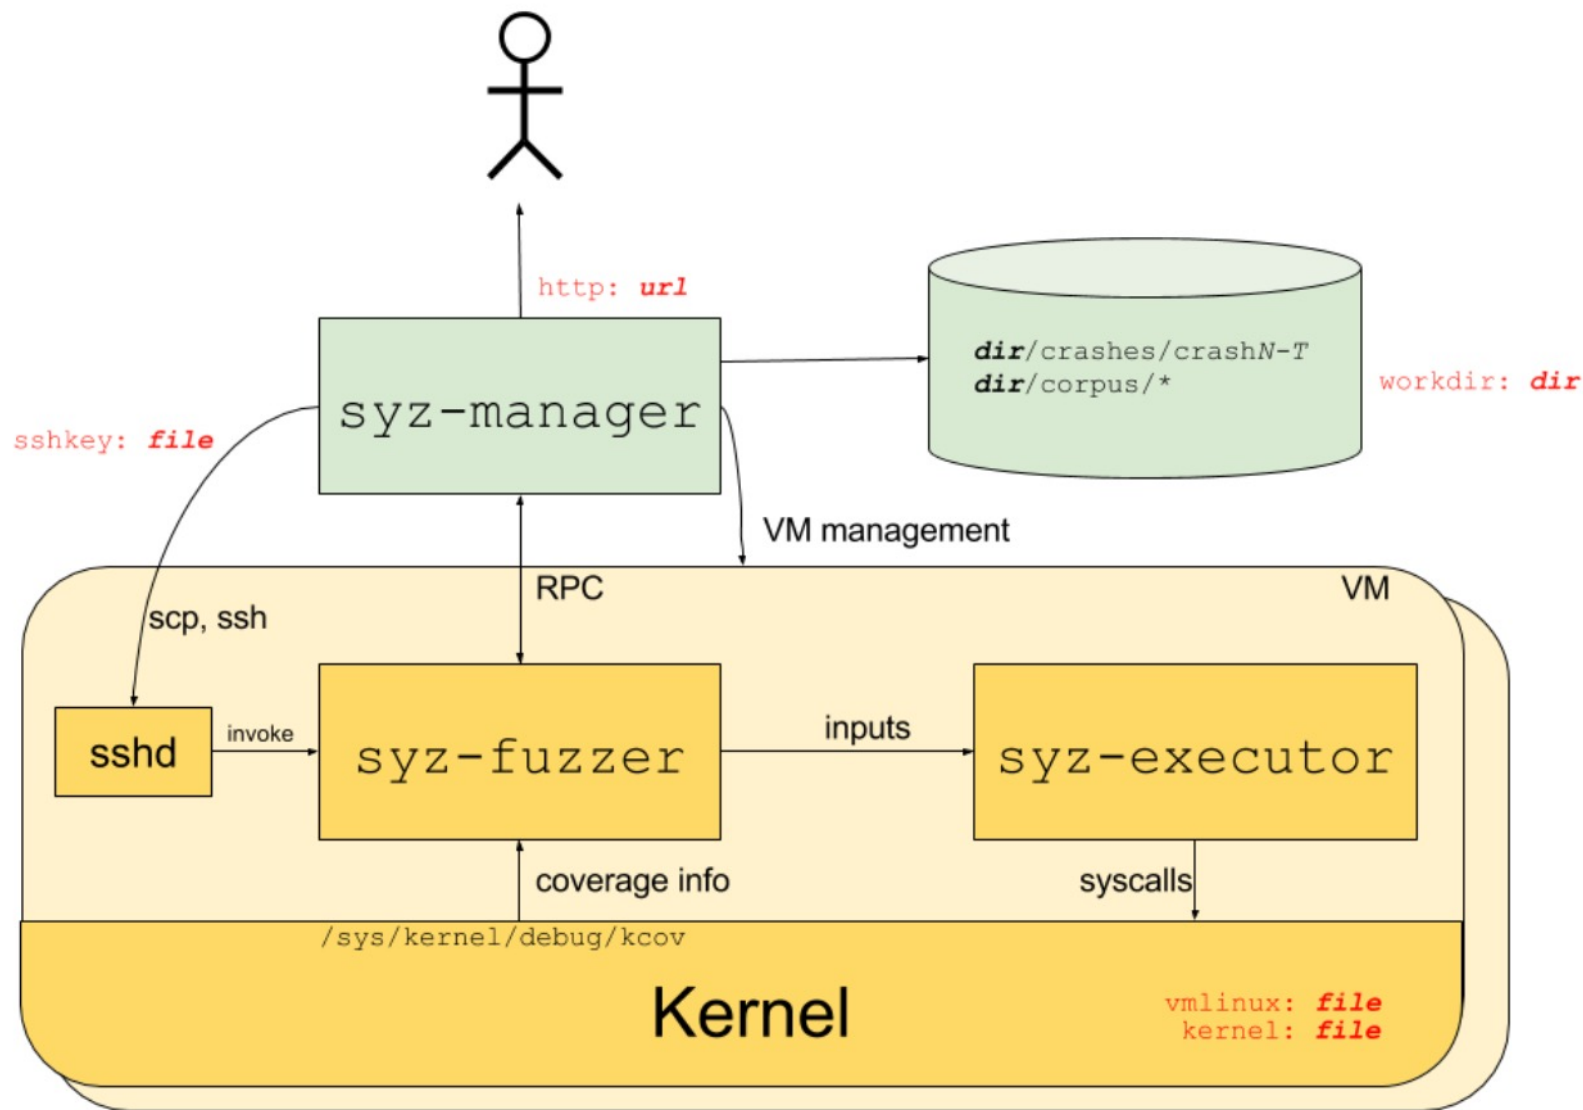 http: url
dir/crashes/crashN-T
dir/corpus/*
workdir: dir
syz-manager
sshkey: file
VM management
RPC
VM
scp, ssh
sshd
invoke
syz-fuzzer
inputs
syz-executor
coverage info
syscalls
/sys/kernel/debug/kcov
Kernel
vmlinux: file
kernel: file